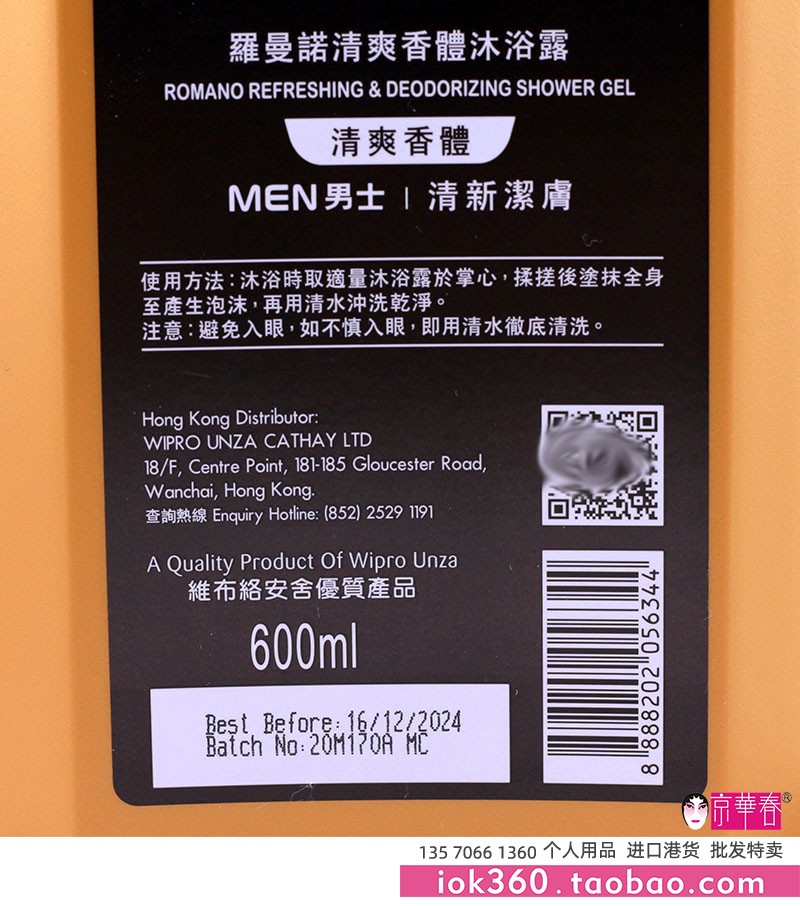 羅曼諾清爽香體沐浴露
ROMANO REFRESHING & DEODORIZING SHOWER GEL
清爽香體
MEN男士 | 清新潔膚
使用方法：沐浴時取適量沐浴露於掌心，揉搓後塗抹全身
至產生泡沫，再用清水沖洗乾淨。
注意：避免入眼，如不慎入眼，即用清水徹底清洗。
Hong Kong Distributor:
WIPRO UNZA CATHAY LTD
18/F, Centre Point, 181-185 Gloucester Road,
Wanchai, Hong Kong.
查詢熱線 Enquiry Hotline: (852) 2529 1191
A Quality Product Of Wipro Unza
維布絡安舍優質產品
600ml
Best Before:16/12/2024
Batch No:20M170A MC
8 888202 056344
京華春®
135 7066 1360 个人用品 进口港货 批发特卖
iok360.taobao.com